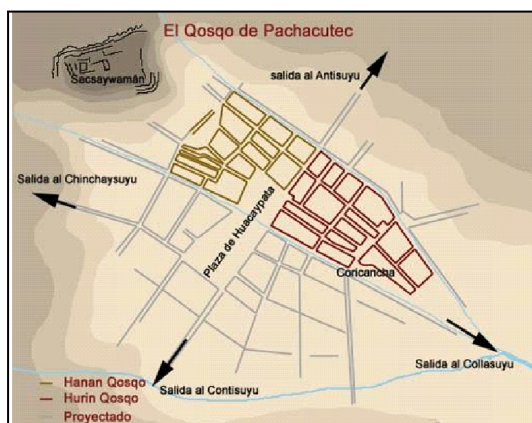 El Qosqo de Pachacutec
Sacsaywamán
salida al Antisuyu
Salida al Chinchaysuyu
Plaza de Huacaypata
Coricancha
Salida al Collasuyu
Salida al Contisuyu
Hanan Qosqo
Hurin Qosqo
Proyectado